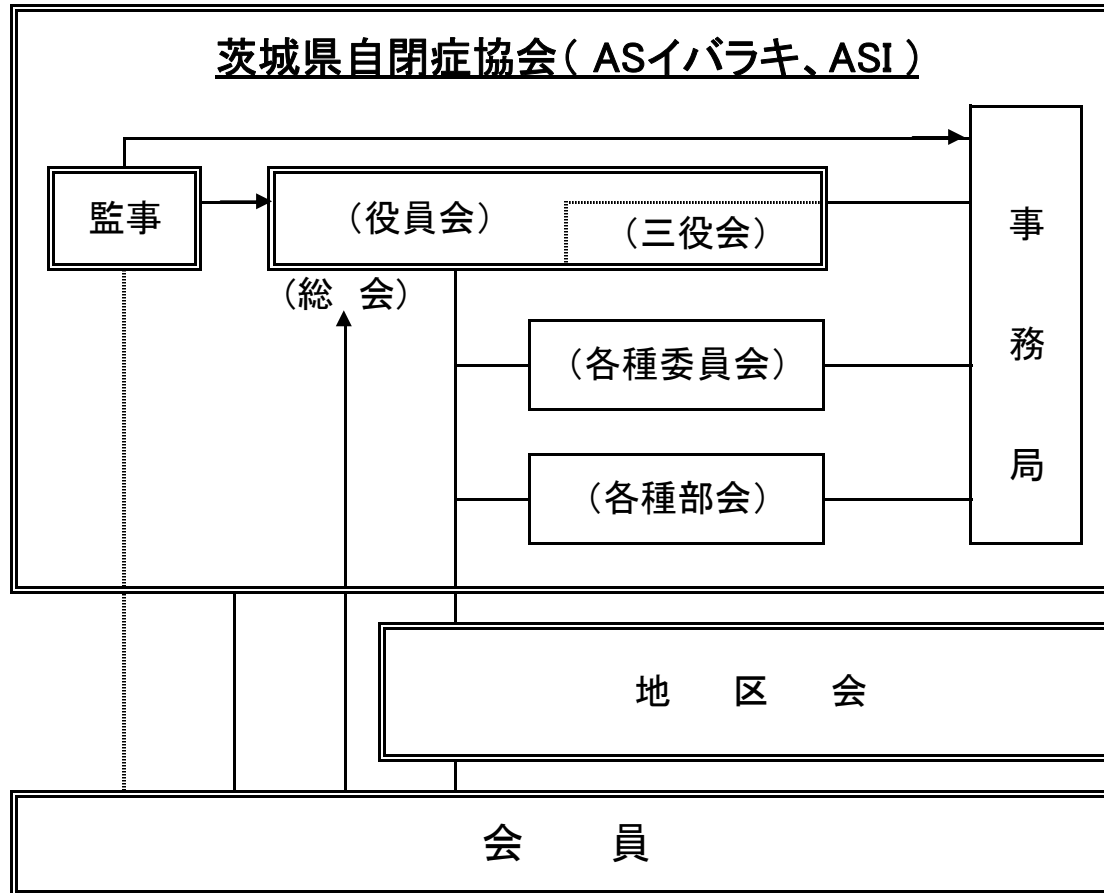 茨城県自閉症協会（ ASイバラキ、ASI ）
監事
（役員会）
（三役会）
（総　会）
（各種委員会）
（各種部会）
事務局
地　区　会
会　員